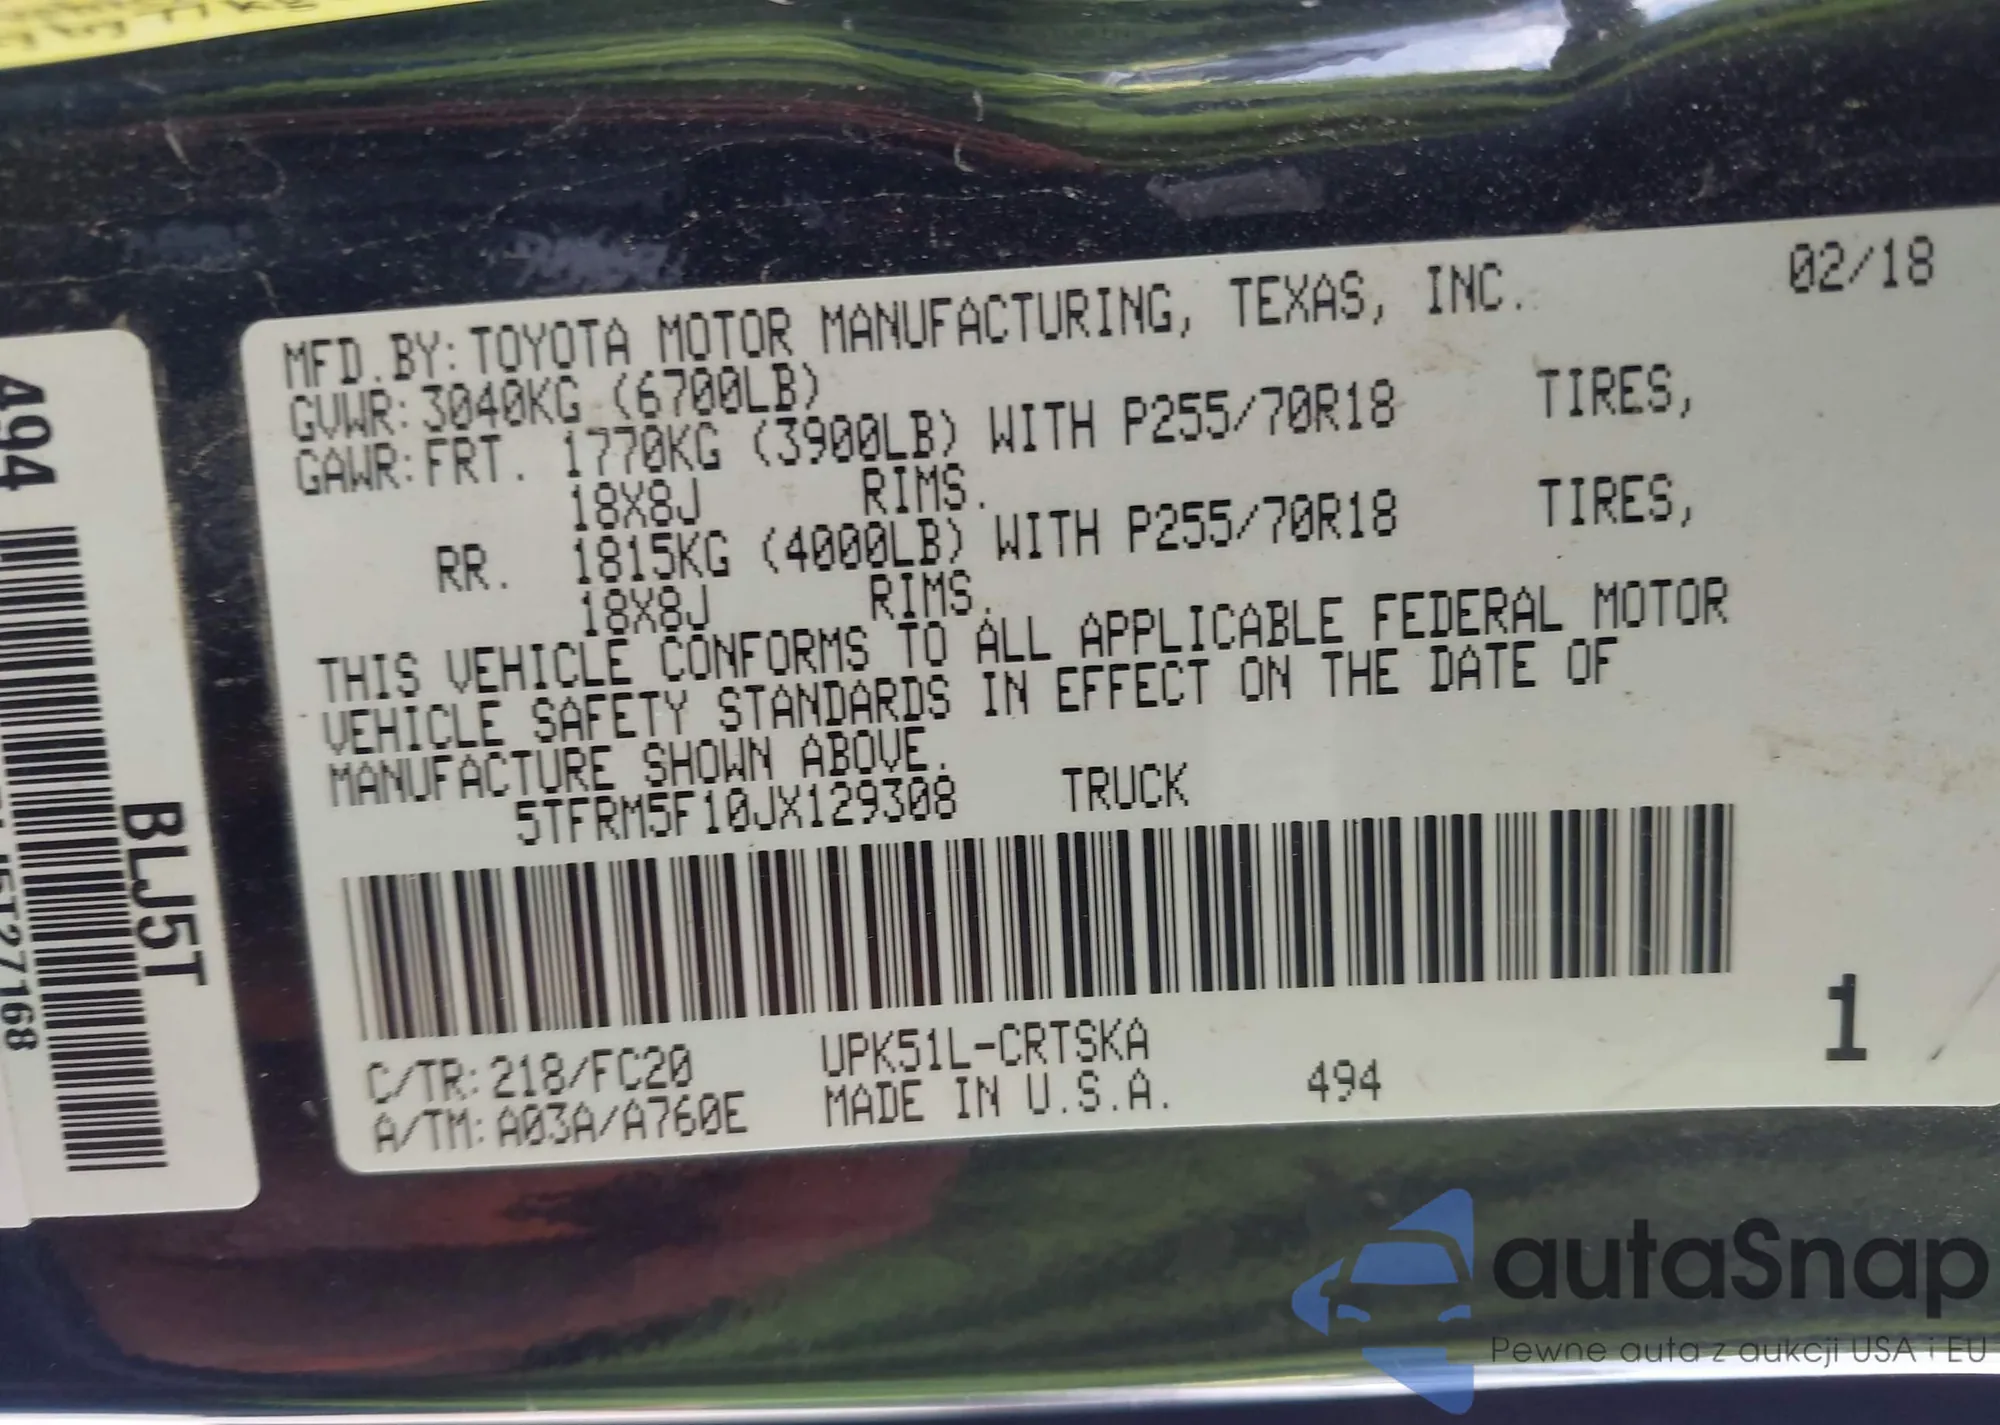 MFD.BY:TOYOTA MOTOR MANUFACTURING, TEXAS, INC. 02/18
GVWR:3040KG (6700LB)
GAWR:FRT. 1770KG (3900LB) WITH P255/70R18 TIRES,
18X8J RIMS.
RR. 1815KG (4000LB) WITH P255/70R18 TIRES,
18X8J RIMS.
THIS VEHICLE CONFORMS TO ALL APPLICABLE FEDERAL MOTOR
VEHICLE SAFETY STANDARDS IN EFFECT ON THE DATE OF
MANUFACTURE SHOWN ABOVE.
5TFRM5F10JX129308 TRUCK
C/TR:218/FC20 UPK51L-CRTSKA
A/TM:A03A/A760E MADE IN U.S.A. 494
1
494
BLJ5T
autaSnap
Pewne auta z aukcji USA i EU